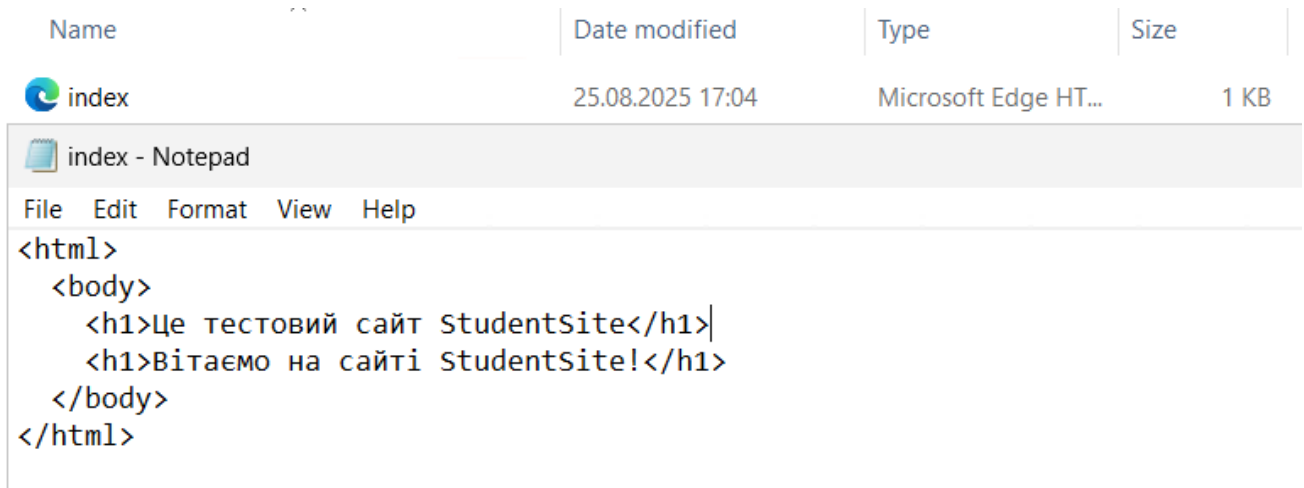 Name Date modified Type Size
index 25.08.2025 17:04 Microsoft Edge HT... 1 KB
index - Notepad
File Edit Format View Help
<html>
<body>
<h1>Це тестовий сайт StudentSite</h1>
<h1>Вітаємо на сайті StudentSite!</h1>
</body>
</html>